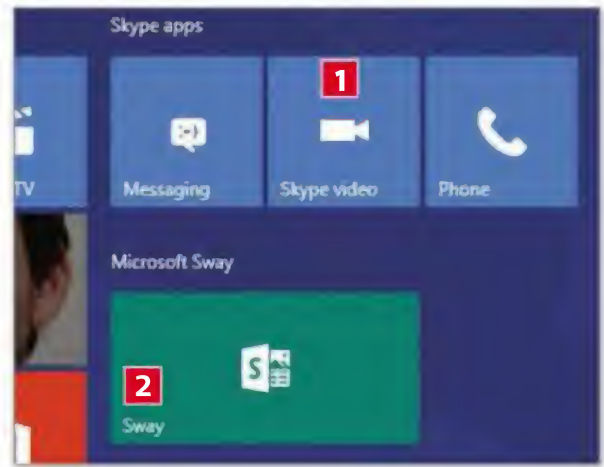 Skype apps
1
:-)
TV
Messaging
Skype video
Phone
Microsoft Sway
S
2
Sway